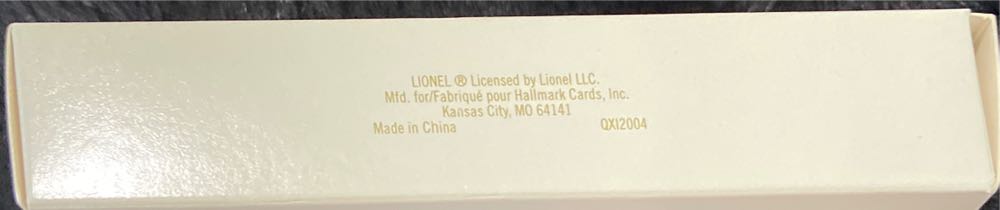 LIONEL ® Licensed by Lionel LLC.
Mfd. for/Fabriqué pour Hallmark Cards, Inc.
Kansas City, MO 64141
Made in China QXI2004